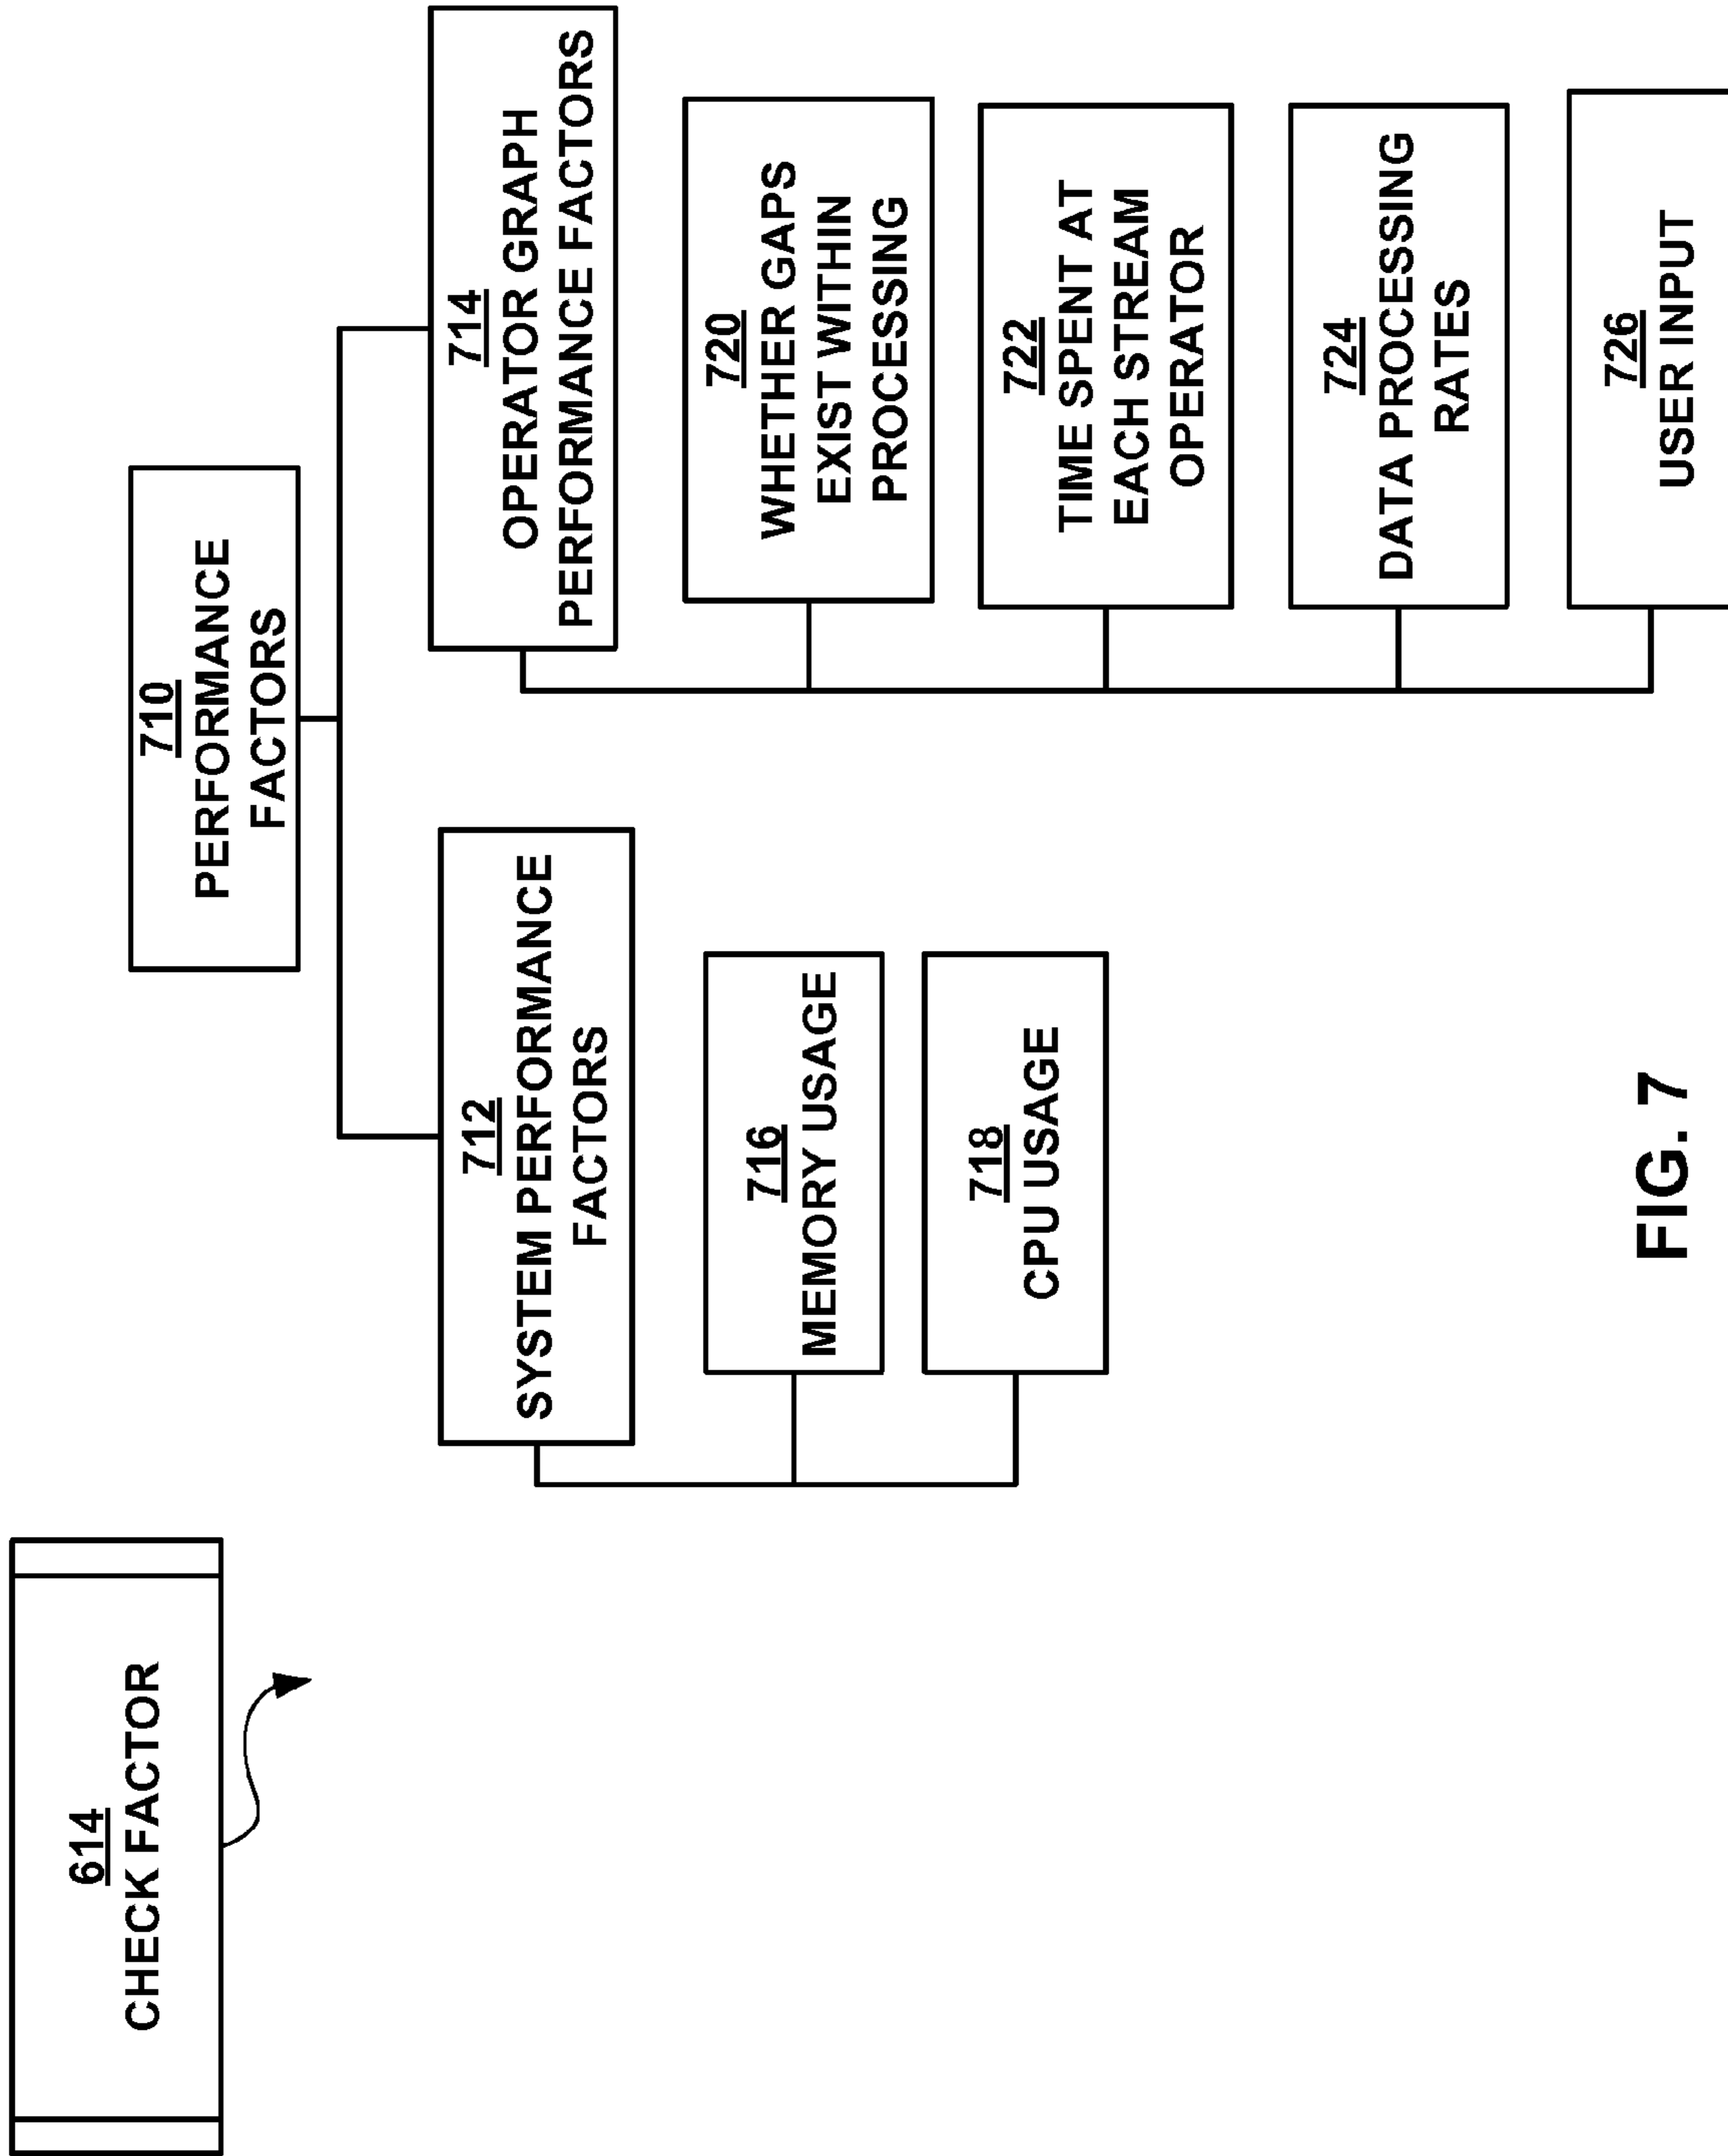 614
CHECK FACTOR
710
PERFORMANCE
FACTORS
712
SYSTEM PERFORMANCE
FACTORS
716
MEMORY USAGE
718
CPU USAGE
714
OPERATOR GRAPH
PERFORMANCE FACTORS
720
WHETHER GAPS
EXIST WITHIN
PROCESSING
722
TIME SPENT AT
EACH STREAM
OPERATOR
724
DATA PROCESSING
RATES
726
USER INPUT
FIG. 7